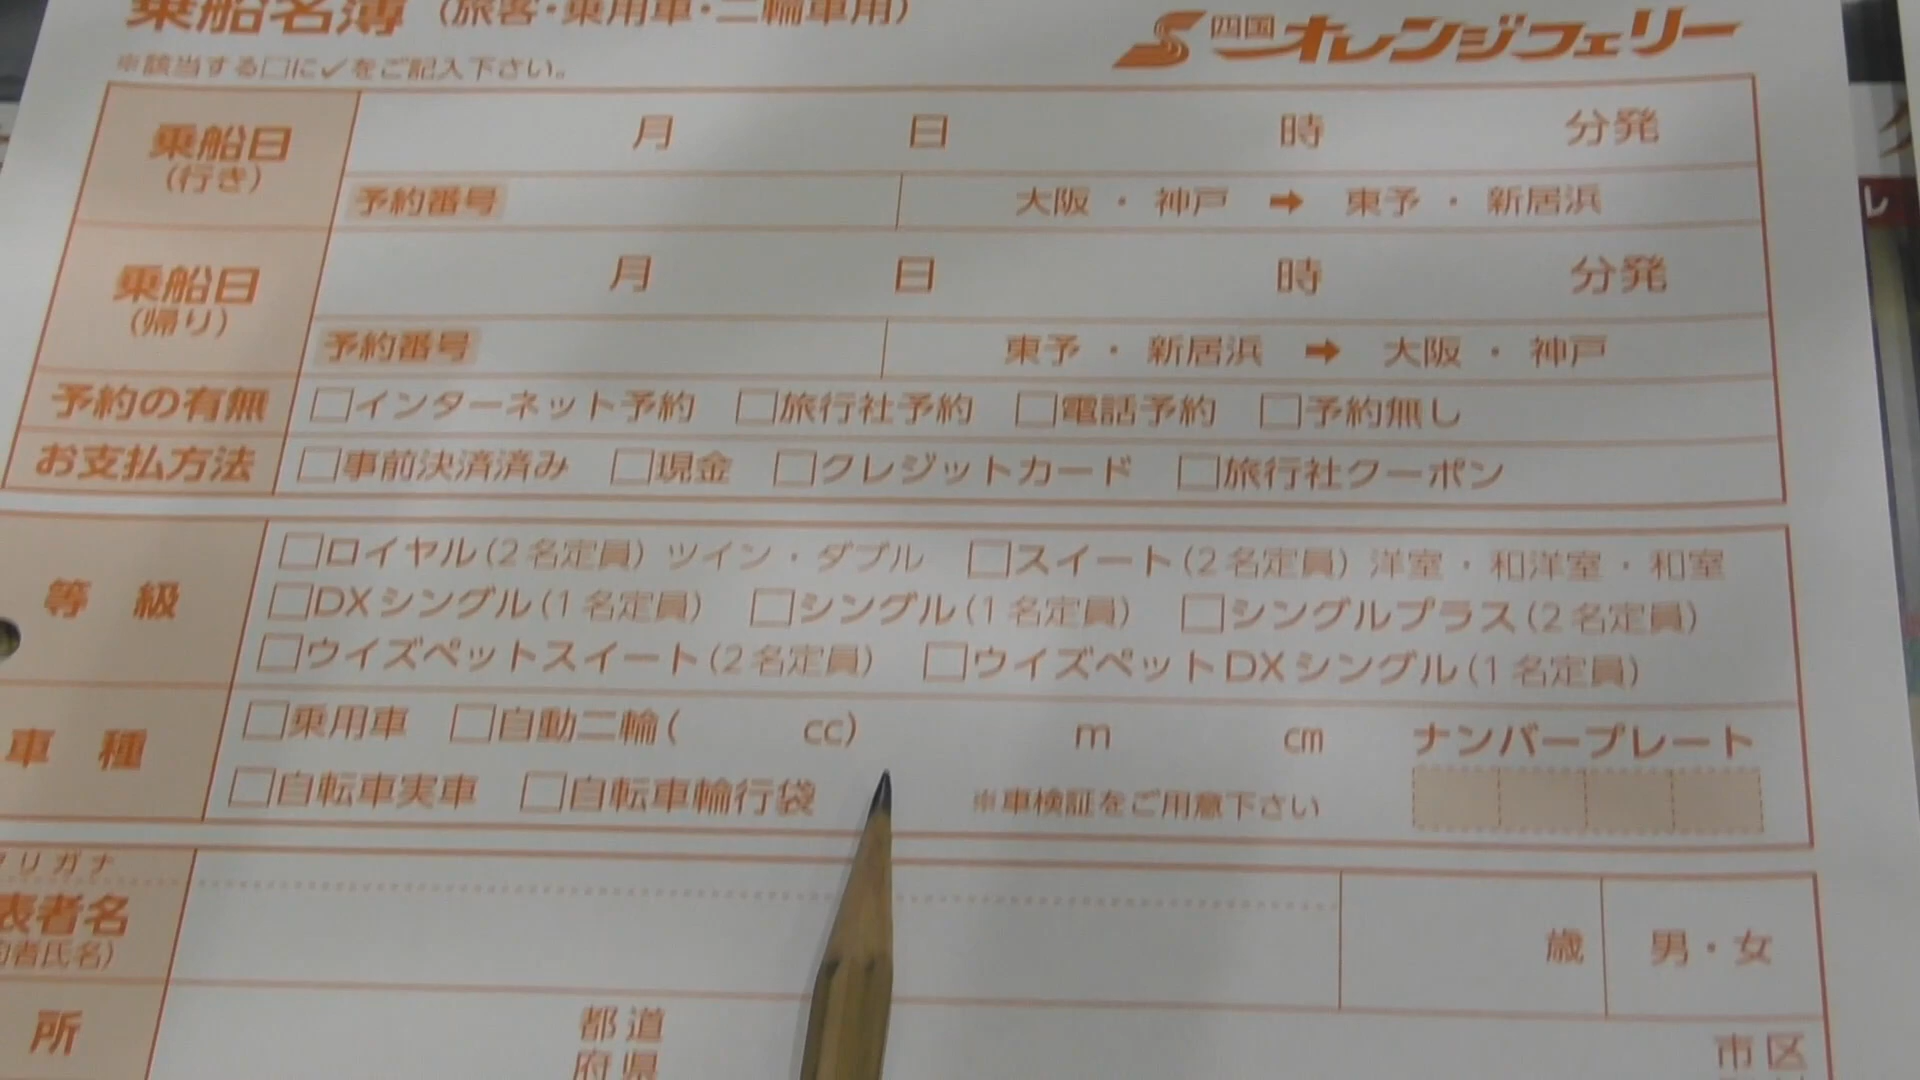 乗船名簿 (旅客・乗用車・二輪車用)
四国オレンジフェリー
※該当する□に✓をご記入下さい。
乗船日 月 日 時 分発
(行き)
予約番号 大阪 ・ 神戸 ➡ 東予 ・ 新居浜
乗船日 月 日 時 分発
(帰り)
予約番号 東予 ・ 新居浜 ➡ 大阪 ・ 神戸
予約の有無 □インターネット予約 □旅行社予約 □電話予約 □予約無し
お支払方法 □事前決済済み □現金 □クレジットカード □旅行社クーポン
等 級 □ロイヤル(2名定員) ツイン・ダブル □スイート(2名定員) 洋室・和洋室・和室
□DXシングル(1名定員) □シングル(1名定員) □シングルプラス(2名定員)
□ウイズペットスイート(2名定員) □ウイズペットDXシングル(1名定員)
車 種 □乗用車 □自動二輪( cc) m cm ナンバープレート
□自転車実車 □自転車輪行袋 ※車検証をご用意下さい
リガナ
表者名 歳 男・女
者氏名)
所 都道
府県
市区